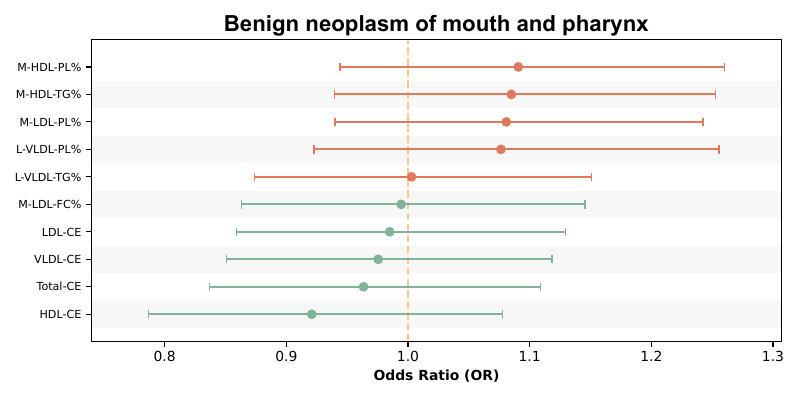 Benign neoplasm of mouth and pharynx
M-HDL-PL%
M-HDL-TG%
M-LDL-PL%
L-VLDL-PL%
L-VLDL-TG%
M-LDL-FC%
LDL-CE
VLDL-CE
Total-CE
HDL-CE
0.8 0.9 1.0 1.1 1.2 1.3
Odds Ratio (OR)